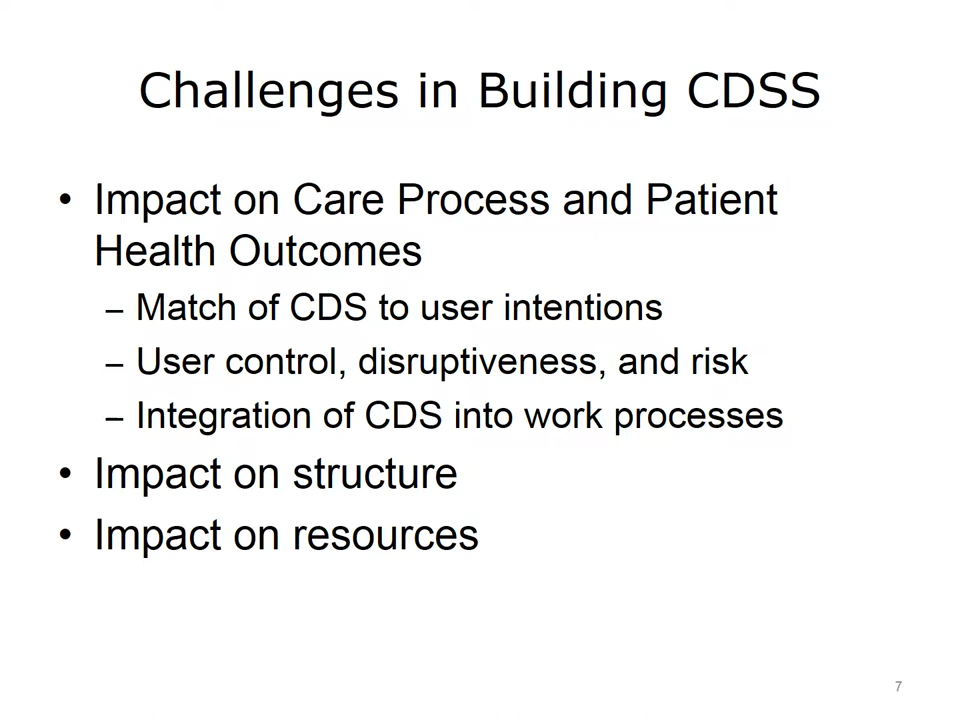 Challenges in Building CDSS
• Impact on Care Process and Patient
Health Outcomes
– Match of CDS to user intentions
– User control, disruptiveness, and risk
– Integration of CDS into work processes
• Impact on structure
• Impact on resources
7